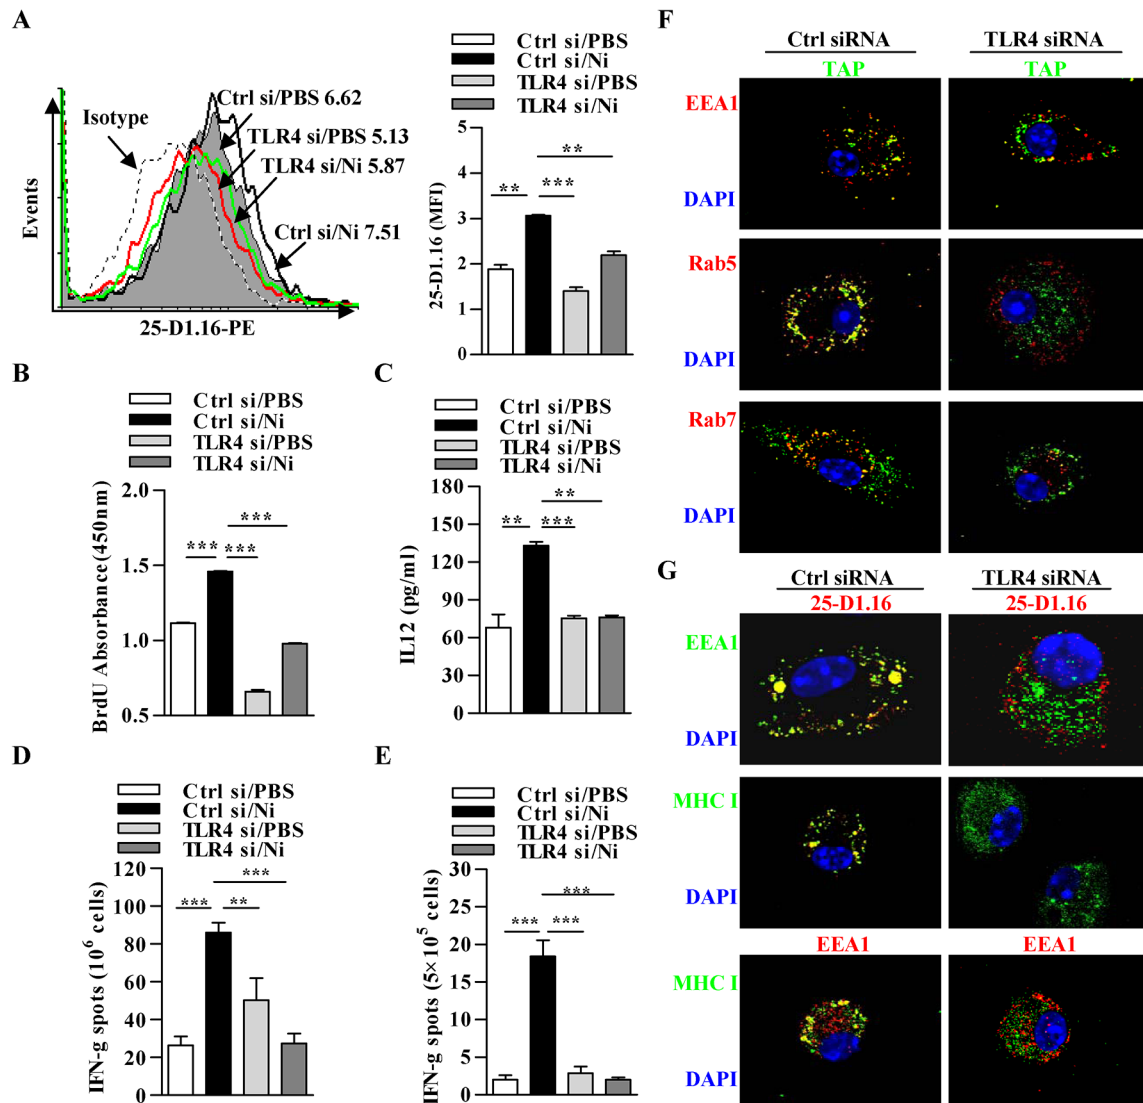 A
Ctrl si/PBS
Ctrl si/Ni
TLR4 si/PBS
TLR4 si/Ni
Isotype
Ctrl si/PBS 6.62
TLR4 si/PBS 5.13
TLR4 si/Ni 5.87
Ctrl si/Ni 7.51
Events
25-D1.16-PE
25-D1.16 (MFI)
5
4
3
2
1
0
**
***
**
B
Ctrl si/PBS
Ctrl si/Ni
TLR4 si/PBS
TLR4 si/Ni
BrdU Absorbance(450nm)
2.0
1.5
1.0
0.5
***
***
***
C
Ctrl si/PBS
Ctrl si/Ni
TLR4 si/PBS
TLR4 si/Ni
IL12 (pg/ml)
180
150
120
90
60
30
0
**
**
***
D
Ctrl si/PBS
Ctrl si/Ni
TLR4 si/PBS
TLR4 si/Ni
IFN-g spots (10⁶ cells)
120
100
80
60
40
20
0
***
***
**
E
Ctrl si/PBS
Ctrl si/Ni
TLR4 si/PBS
TLR4 si/Ni
IFN-g spots (5×10⁵ cells)
30
25
20
15
10
5
0
***
***
***
F
Ctrl siRNA TLR4 siRNA
TAP TAP
EEA1
DAPI
Rab5
DAPI
Rab7
DAPI
G
Ctrl siRNA TLR4 siRNA
25-D1.16 25-D1.16
EEA1
DAPI
MHC I
DAPI
EEA1 EEA1
MHC I
DAPI